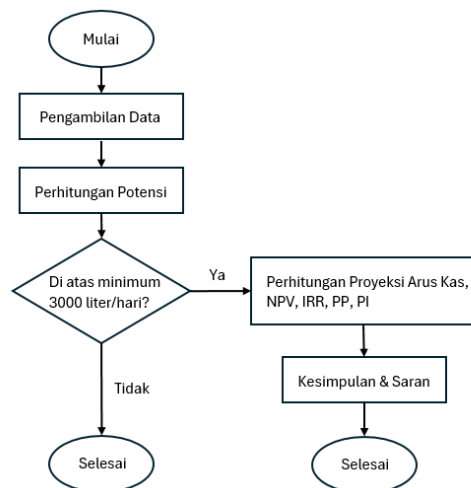 Mulai
Pengambilan Data
Perhitungan Potensi
Di atas minimum
3000 liter/hari?
Ya
Perhitungan Proyeksi Arus Kas,
NPV, IRR, PP, PI
Tidak
Kesimpulan & Saran
Selesai
Selesai